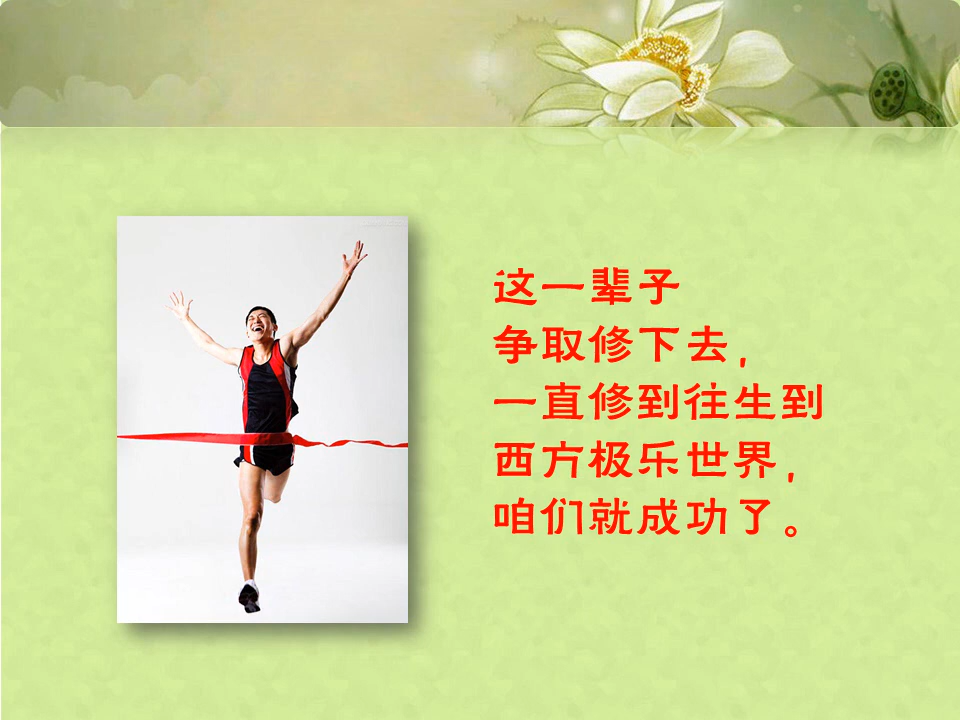 这一辈子
争取修下去，
一直修到往生到
西方极乐世界，
咱们就成功了。